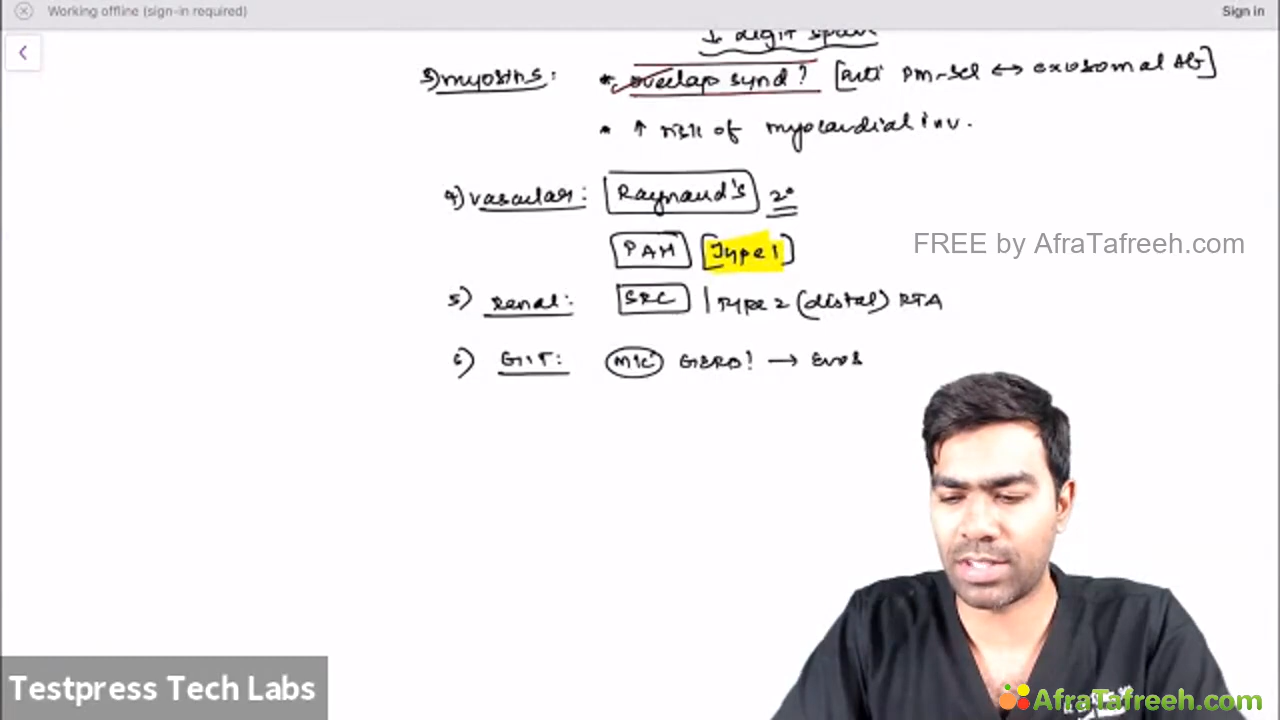 Working offline (sign-in required)
Sign in
↓ digit span
3) myositis: * overlap synd? [anti PM-Scl ↔ exosomal Ab]
* ↑ risk of myocardial inv.
4) vascular: Raynaud's 2°
PAH [Type 1]
FREE by AfraTafreeh.com
5) Renal: SRC | Type 2 (distal) RTA
6) GIT: M/C GERD! → Evol
Testpress Tech Labs
AfraTafreeh.com